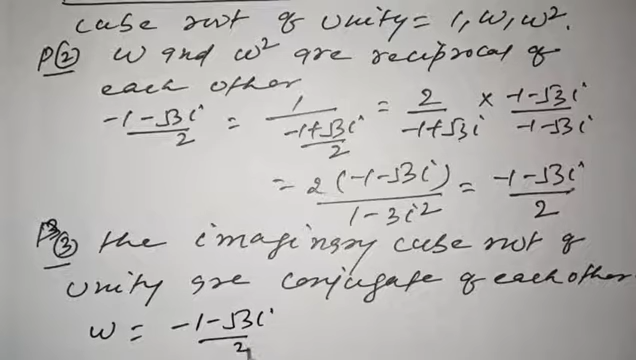 cube root of unity = 1, ω, ω².
P② ω and ω² are reciprocal of
each other
(-1-√3i)/2 = 1/((-1+√3i)/2) = 2/(-1+√3i) × (-1-√3i)/(-1-√3i)
= 2(-1-√3i)/(1-3i²) = (-1-√3i)/2
P③ the imaginary cube root of
unity are conjugate of each other
ω = (-1-√3i)/2